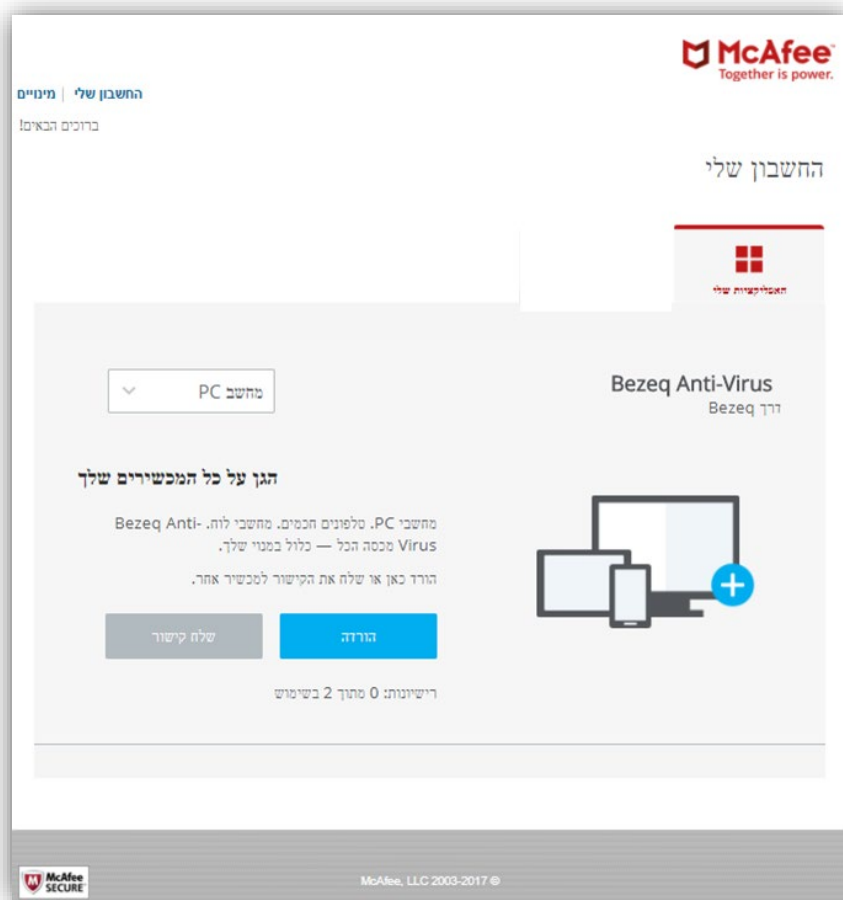 McAfee™
Together is power.
החשבון שלי | מינויים
ברוכים הבאים!
החשבון שלי
האפליקציות שלי
Bezeq Anti-Virus
דרך Bezeq
מחשב PC
הגן על כל המכשירים שלך
מחשבי PC. טלפונים חכמים. מחשבי לוח. Bezeq Anti-
Virus מכסה הכל — כלול במנוי שלך.
הורד כאן או שלח את הקישור למכשיר אחר.
הורדה
שלח קישור
רישיונות: 0 מתוך 2 בשימוש
McAfee
SECURE™
McAfee, LLC 2003-2017 ©